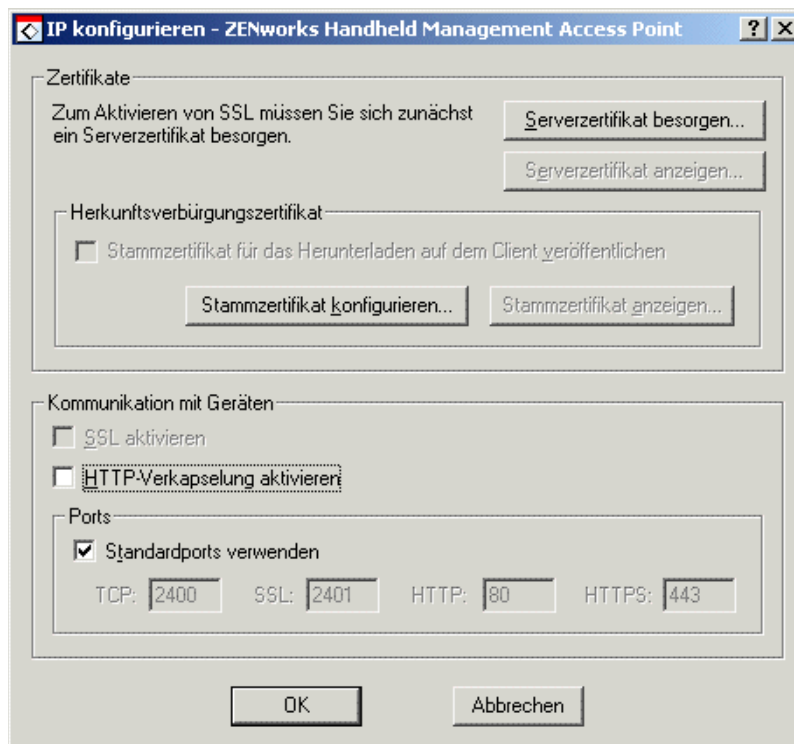 IP konfigurieren - ZENworks Handheld Management Access Point
Zertifikate
Zum Aktivieren von SSL müssen Sie sich zunächst
ein Serverzertifikat besorgen.
Serverzertifikat besorgen...
Serverzertifikat anzeigen...
Herkunftsverbürgungszertifikat
Stammzertifikat für das Herunterladen auf dem Client veröffentlichen
Stammzertifikat konfigurieren... Stammzertifikat anzeigen...
Kommunikation mit Geräten
SSL aktivieren
HTTP-Verkapselung aktivieren
Ports
Standardports verwenden
TCP: 2400 SSL: 2401 HTTP: 80 HTTPS: 443
OK Abbrechen